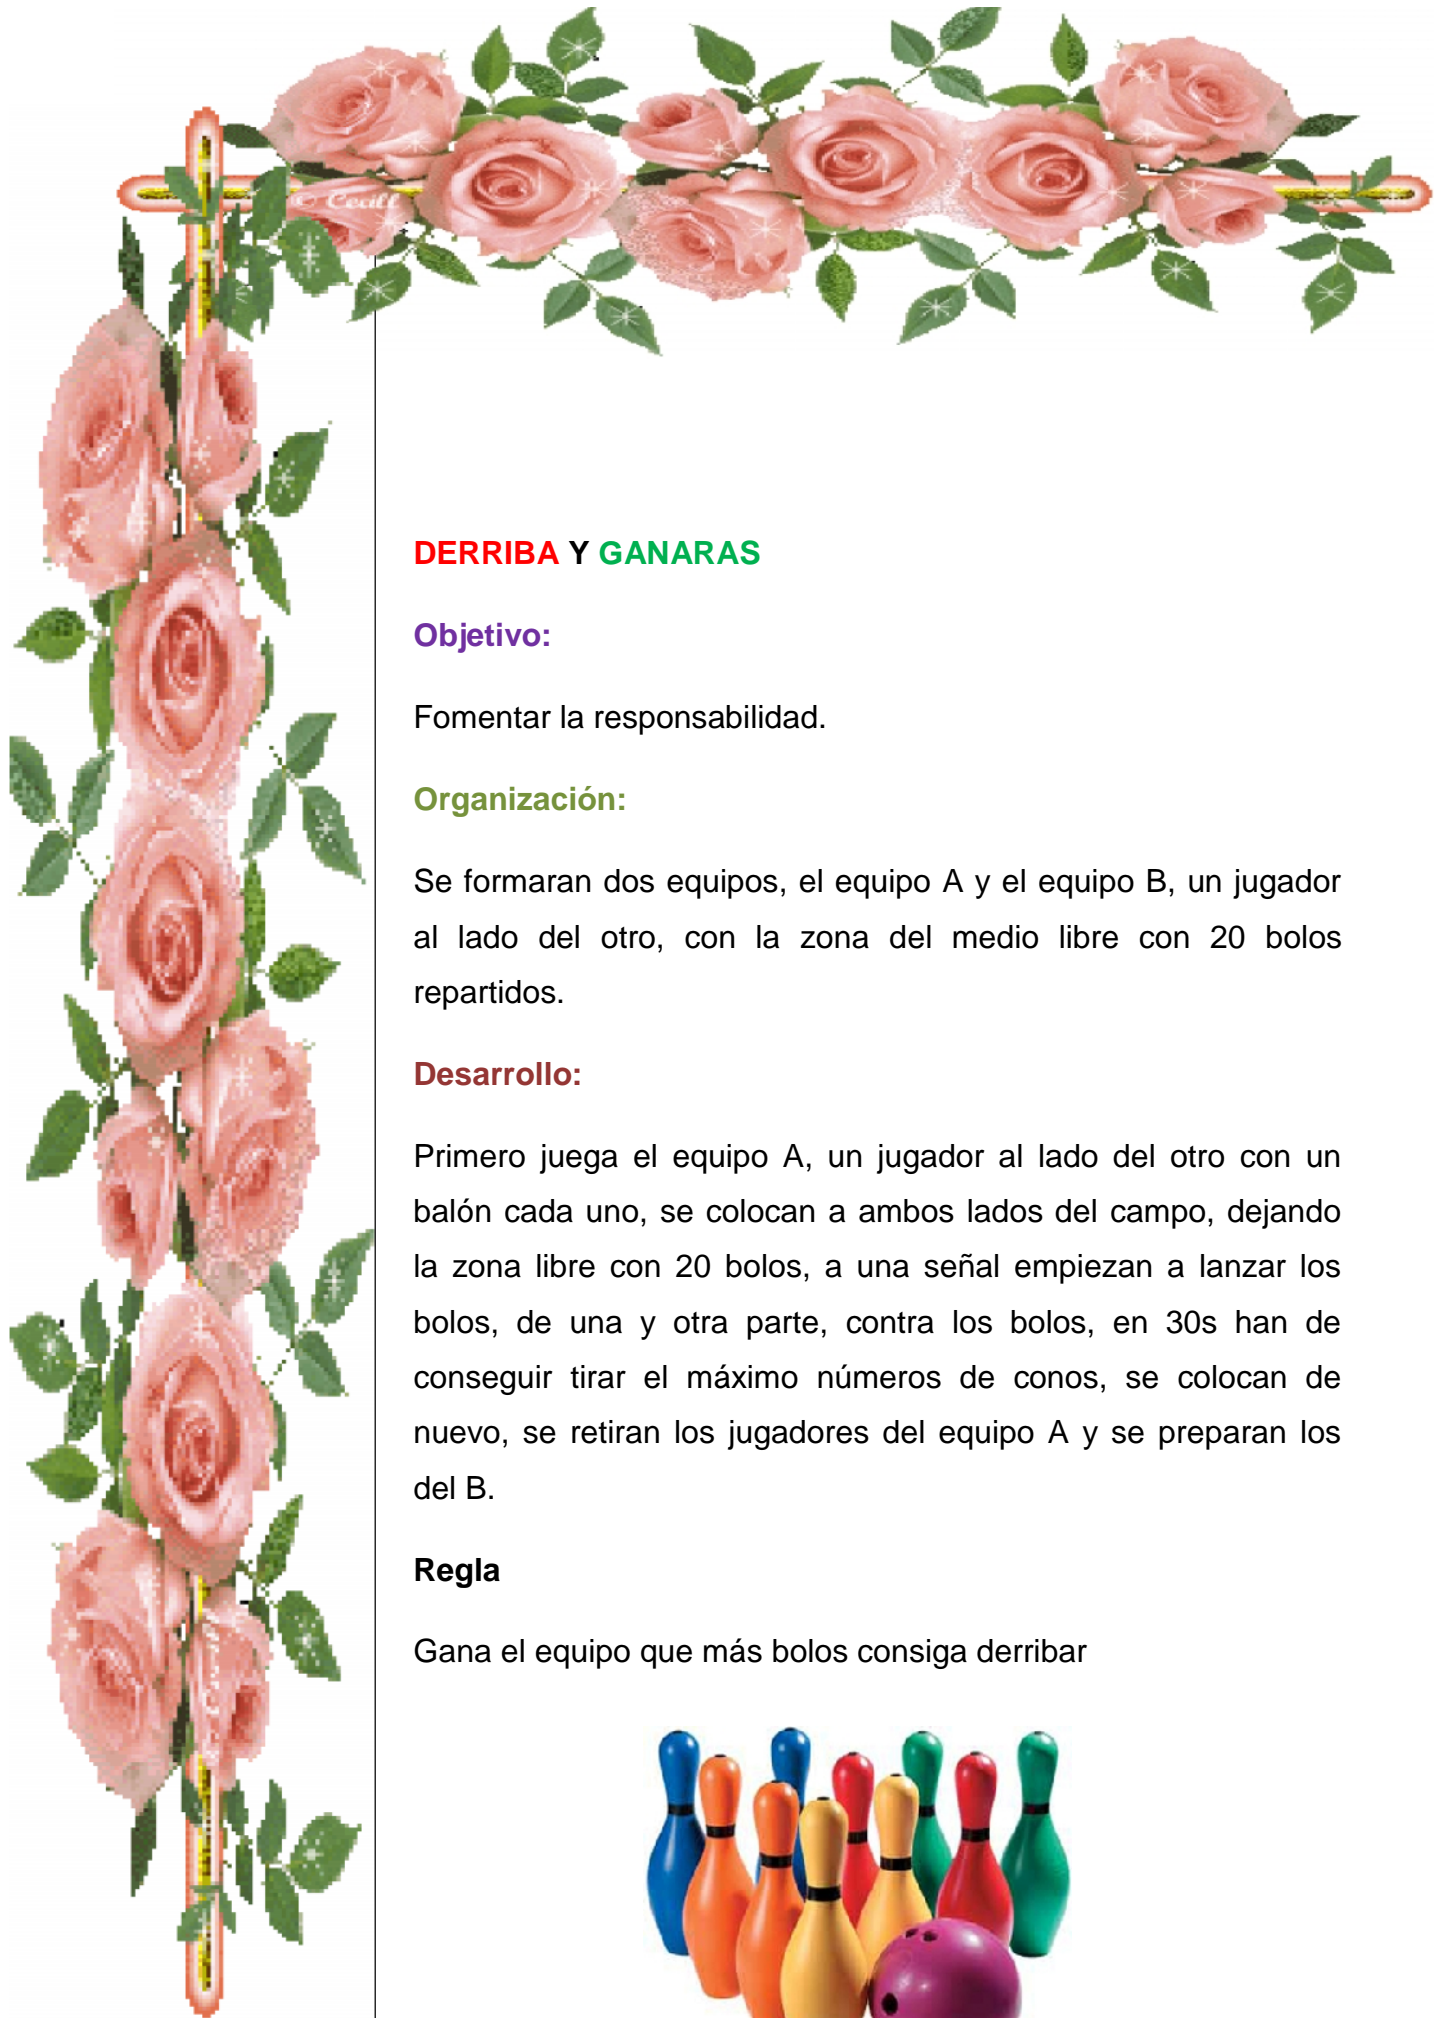 © Cecill
DERRIBA Y GANARAS
Objetivo:
Fomentar la responsabilidad.
Organización:
Se formaran dos equipos, el equipo A y el equipo B, un jugador
al lado del otro, con la zona del medio libre con 20 bolos
repartidos.
Desarrollo:
Primero juega el equipo A, un jugador al lado del otro con un
balón cada uno, se colocan a ambos lados del campo, dejando
la zona libre con 20 bolos, a una señal empiezan a lanzar los
bolos, de una y otra parte, contra los bolos, en 30s han de
conseguir tirar el máximo números de conos, se colocan de
nuevo, se retiran los jugadores del equipo A y se preparan los
del B.
Regla
Gana el equipo que más bolos consiga derribar